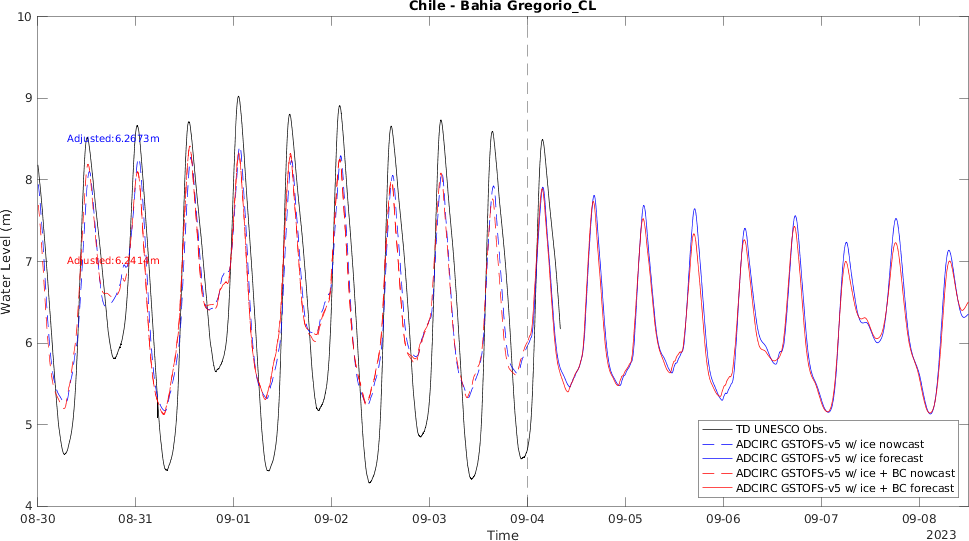 Chile - Bahia Gregorio_CL
10
9
8
7
6
5
4
Water Level (m)
Adjusted:6.2673m
Adjusted:6.2414m
TD UNESCO Obs.
ADCIRC GSTOFS-v5 w/ ice nowcast
ADCIRC GSTOFS-v5 w/ ice forecast
ADCIRC GSTOFS-v5 w/ ice + BC nowcast
ADCIRC GSTOFS-v5 w/ ice + BC forecast
08-30 08-31 09-01 09-02 09-03 09-04 09-05 09-06 09-07 09-08
Time
2023